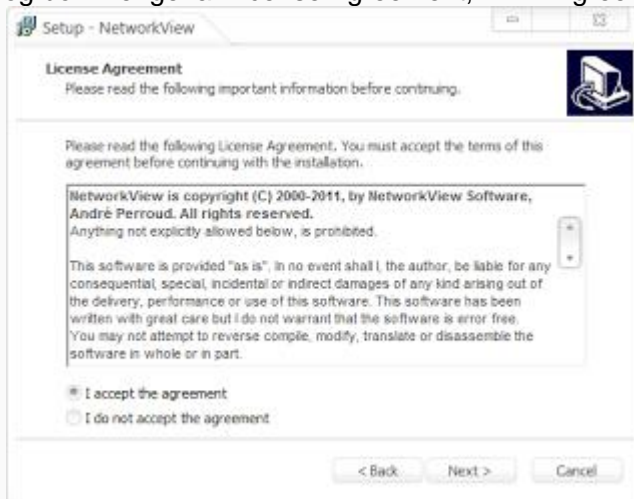 Setup - NetworkView
License Agreement
Please read the following important information before continuing.
Please read the following License Agreement. You must accept the terms of this
agreement before continuing with the installation.
NetworkView is copyright (C) 2000-2011, by NetworkView Software,
André Perroud. All rights reserved.
Anything not explicitly allowed below, is prohibited.
This software is provided "as is". In no event shall I, the author, be liable for any
consequential, special, incidental or indirect damages of any kind arising out of
the delivery, performance or use of this software. This software has been
written with great care but I do not warrant that the software is error free.
You may not attempt to reverse compile, modify, translate or disassemble the
software in whole or in part.
I accept the agreement
I do not accept the agreement
< Back Next > Cancel